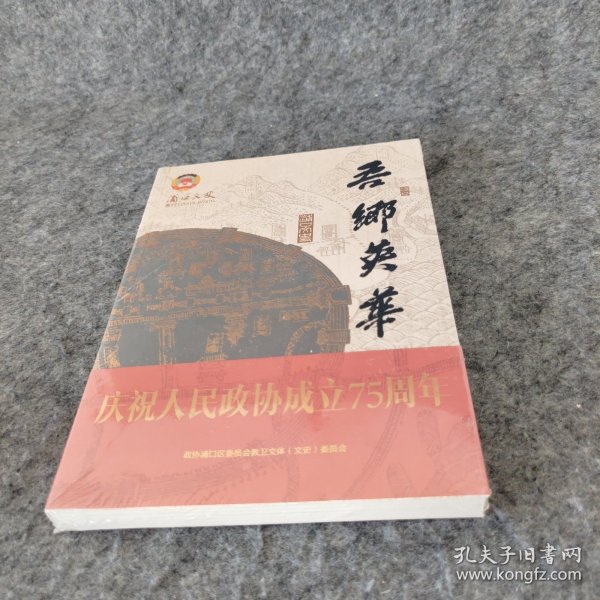 浦口文史
吾乡英华
庆祝人民政协成立75周年
政协浦口区委员会教卫文体（文史）委员会
孔夫子旧书网
www.kongfz.com